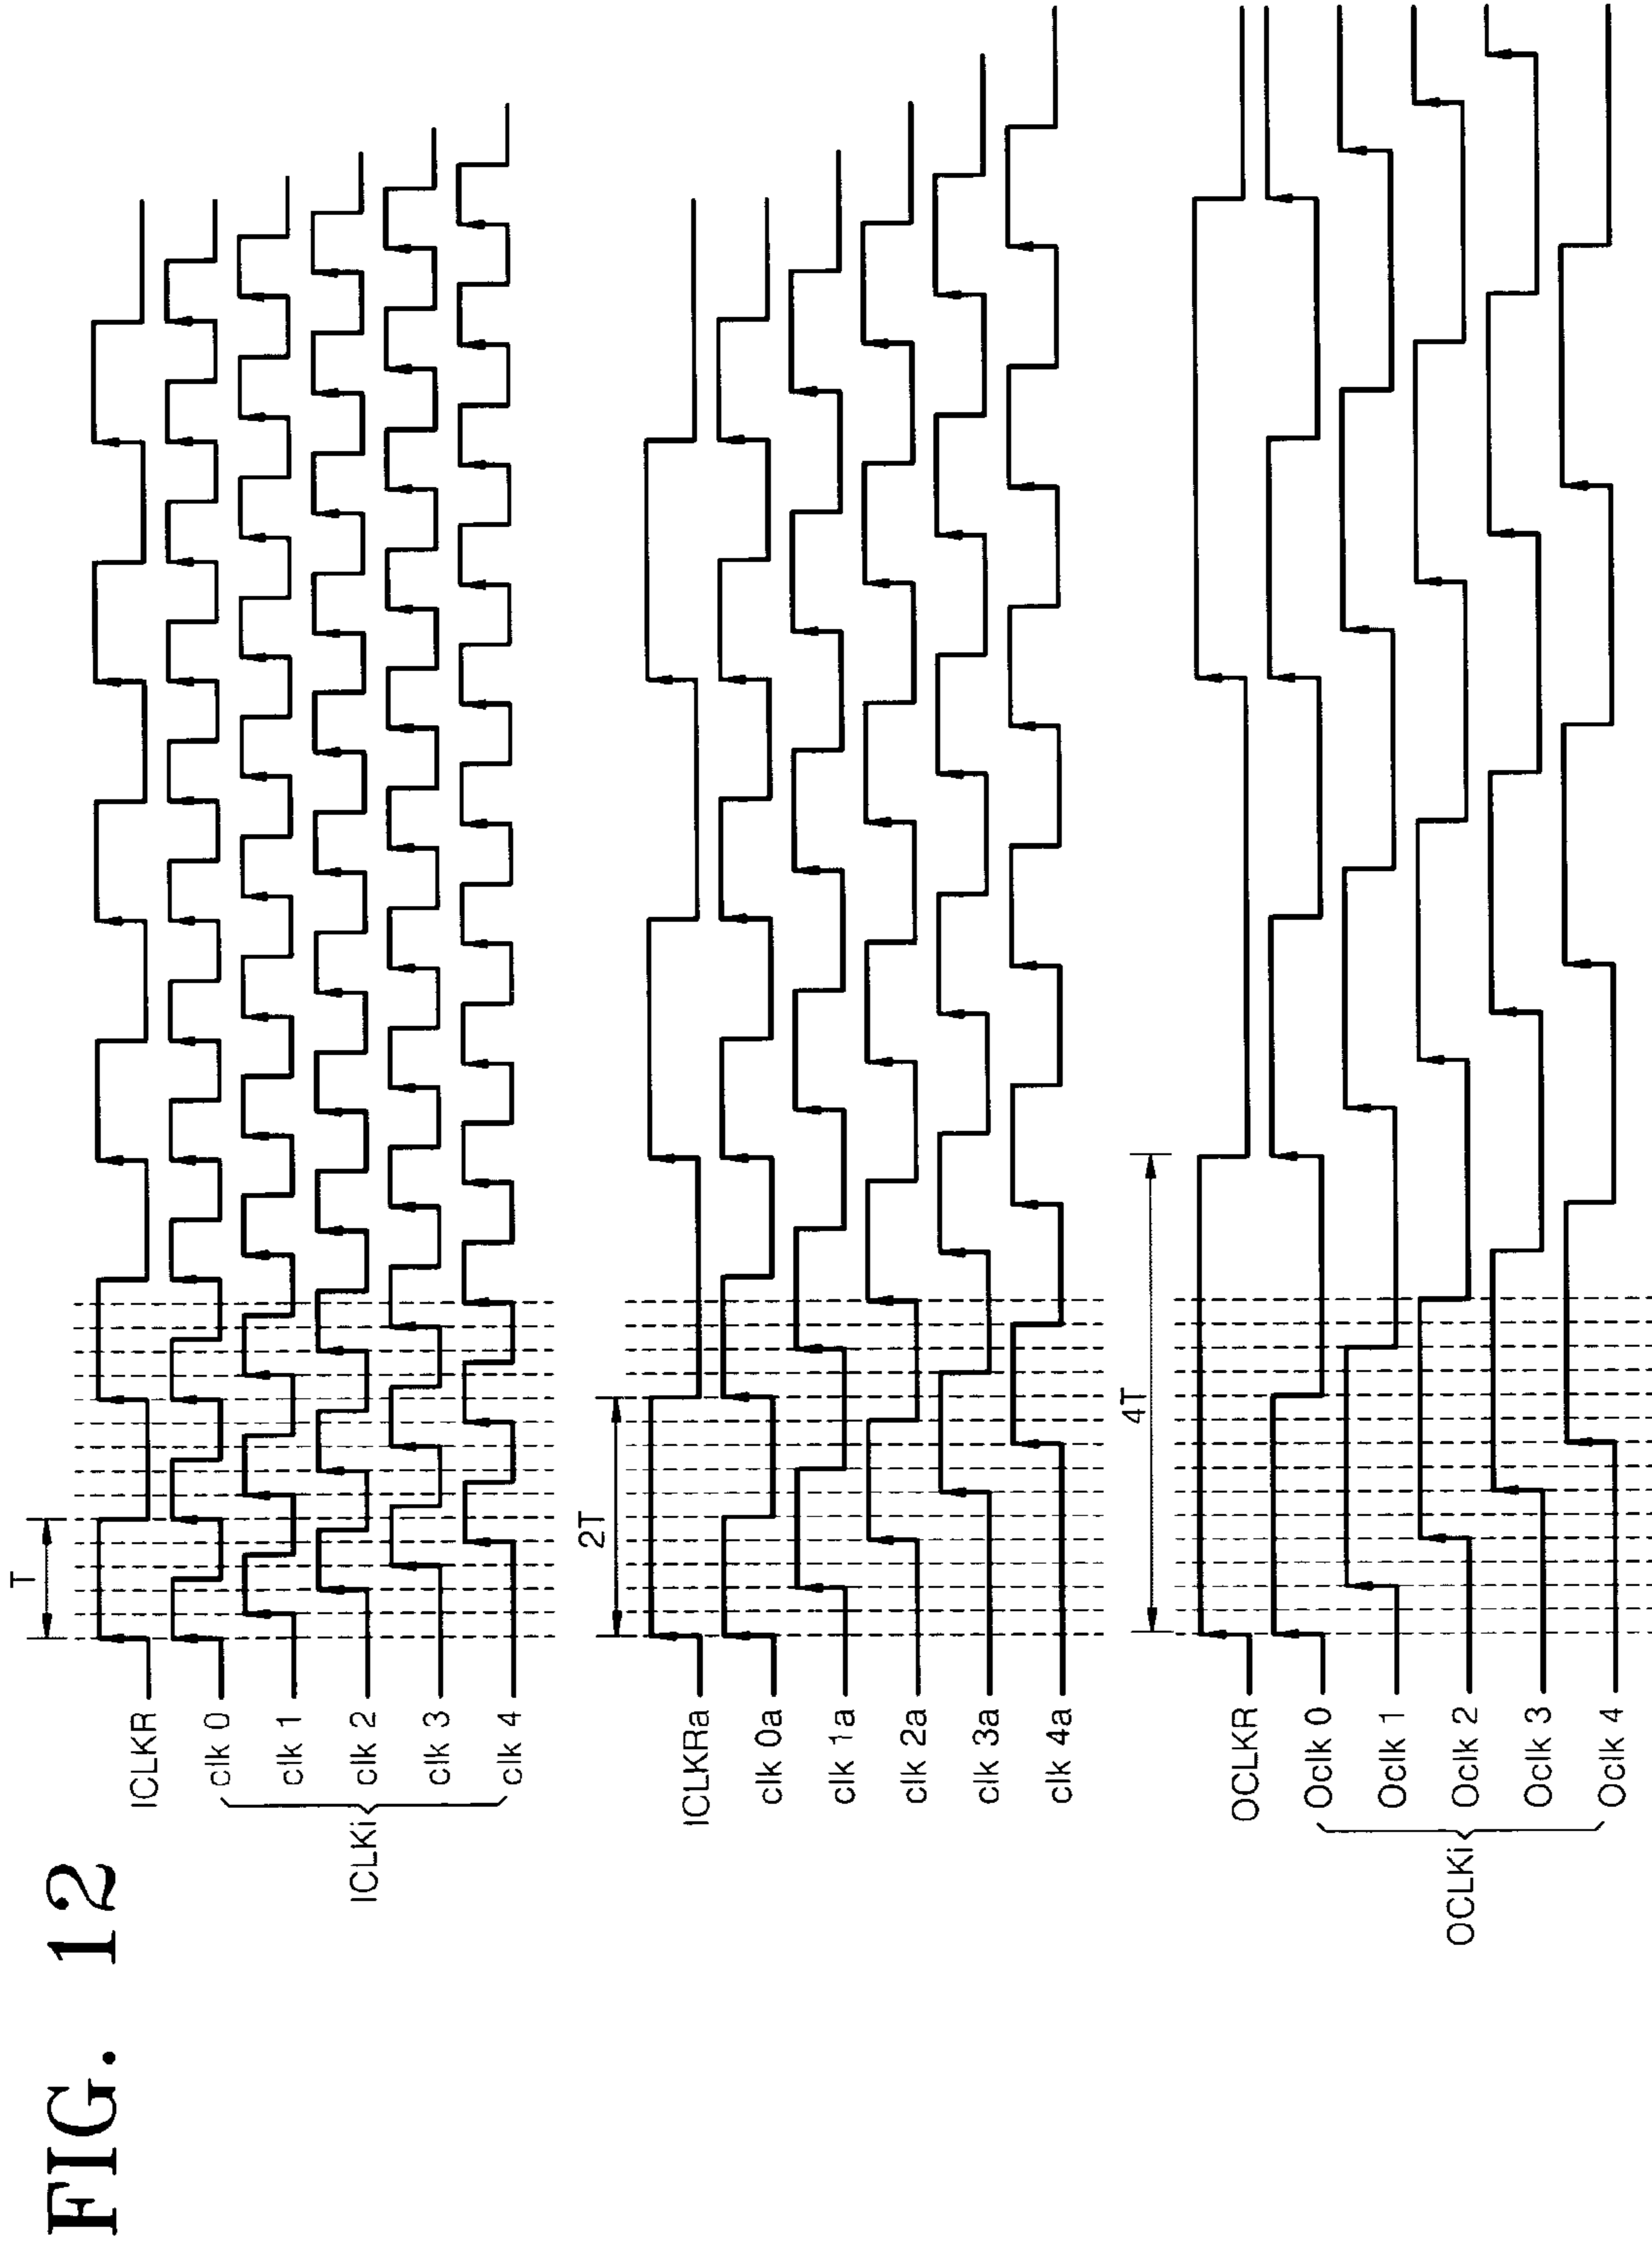 FIG. 12
T
ICLKR
clk 0
clk 1
clk 2
clk 3
clk 4
ICLKi
2T
ICLKRa
clk 0a
clk 1a
clk 2a
clk 3a
clk 4a
4T
OCLKR
Oclk 0
Oclk 1
Oclk 2
Oclk 3
Oclk 4
OCLKi